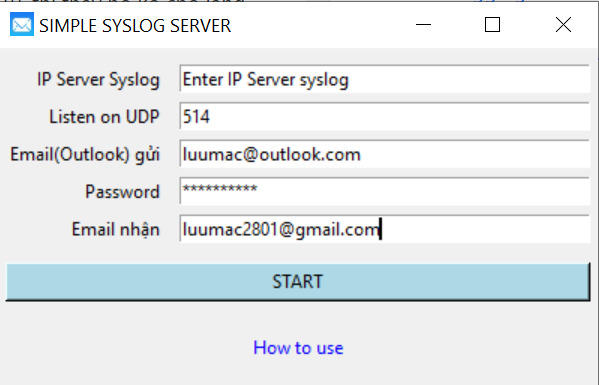 SIMPLE SYSLOG SERVER
IP Server Syslog Enter IP Server syslog
Listen on UDP 514
Email(Outlook) gửi luumac@outlook.com
Password **********
Email nhận luumac2801@gmail.com
START
How to use